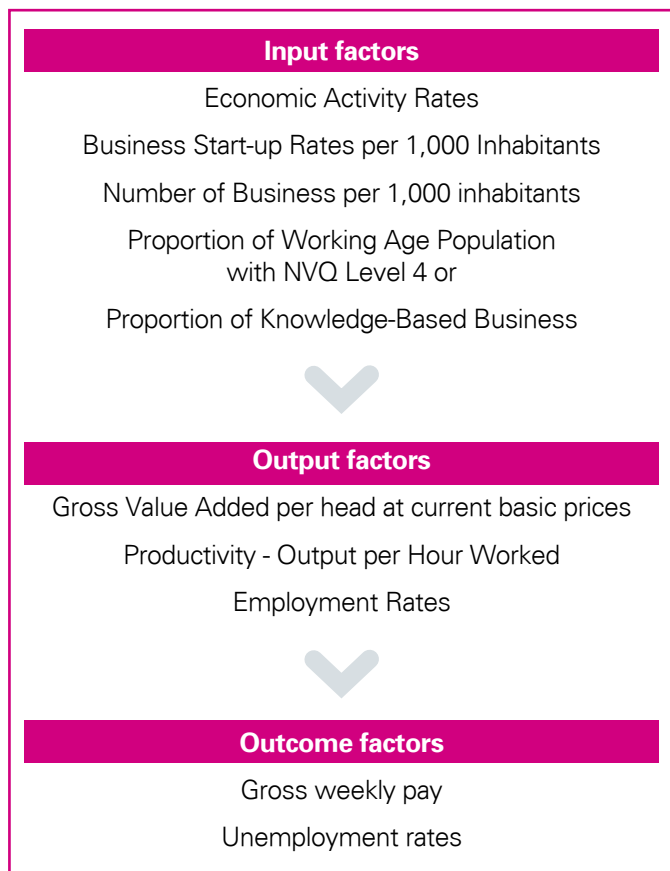 Input factors
Economic Activity Rates
Business Start-up Rates per 1,000 Inhabitants
Number of Business per 1,000 inhabitants
Proportion of Working Age Population
with NVQ Level 4 or
Proportion of Knowledge-Based Business
Output factors
Gross Value Added per head at current basic prices
Productivity - Output per Hour Worked
Employment Rates
Outcome factors
Gross weekly pay
Unemployment rates